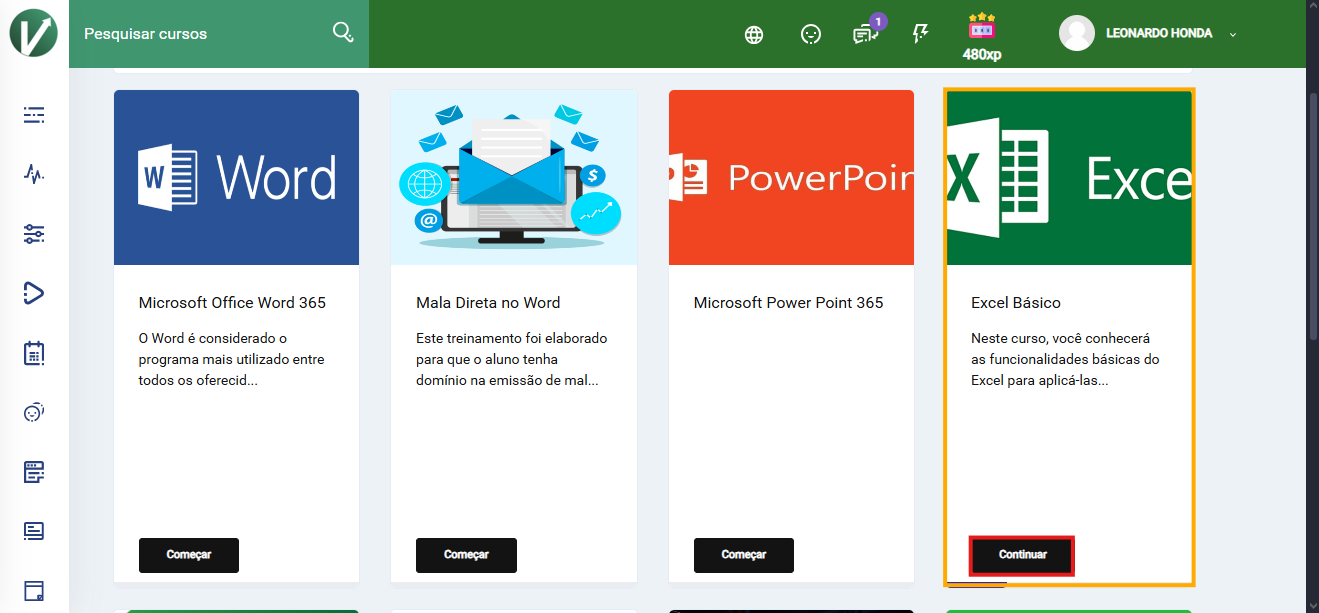 Pesquisar cursos
1
480xp
LEONARDO HONDA
W Word
@
$
P PowerPoin
X Exce
Microsoft Office Word 365
O Word é considerado o
programa mais utilizado entre
todos os oferecid...
Começar
Mala Direta no Word
Este treinamento foi elaborado
para que o aluno tenha
domínio na emissão de mal...
Começar
Microsoft Power Point 365
Começar
Excel Básico
Neste curso, você conhecerá
as funcionalidades básicas do
Excel para aplicá-las...
Continuar